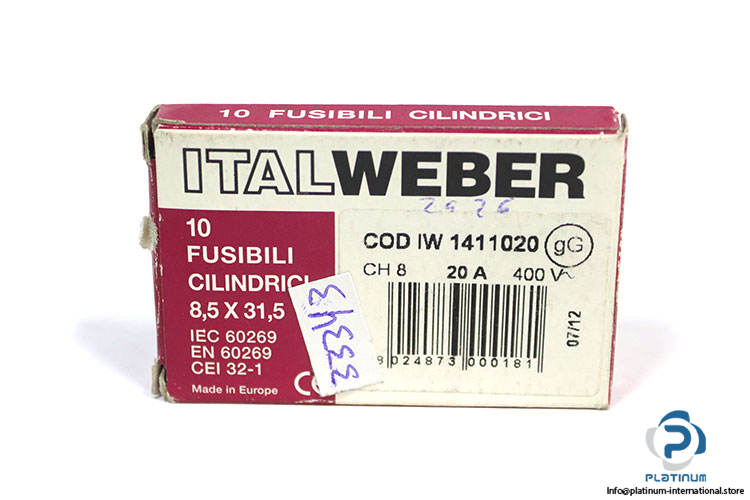 10 FUSIBILI CILINDRICI
ITALWEBER
10
FUSIBILI
CILINDRICI
8,5 X 31,5
IEC 60269
EN 60269
CEI 32-1
Made in Europe
CE
COD IW 1411020 gG
CH 8 20 A 400 V~
8 024873 000181
07/12
33343
PLATINUM
Info@platinum-international.store